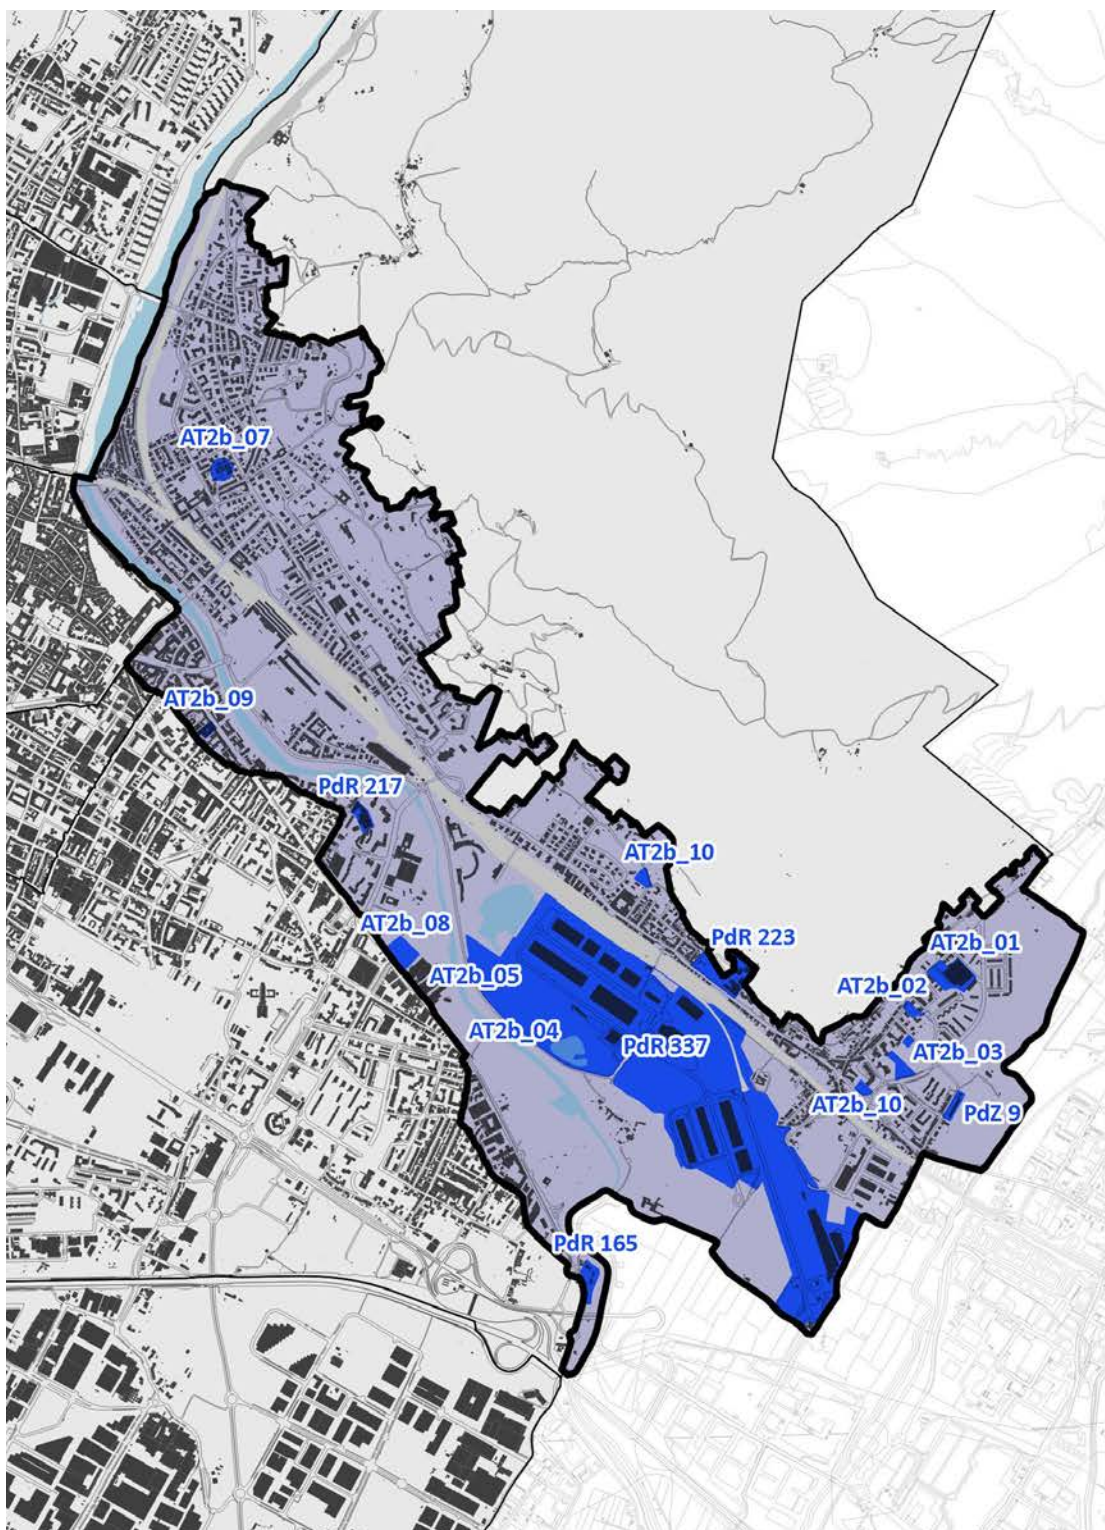 AT2b_07
AT2b_09
PdR 217
AT2b_10
AT2b_08
PdR 223
AT2b_01
AT2b_05
AT2b_02
AT2b_04
PdR 337
AT2b_03
AT2b_10
PdZ 9
PdR 165